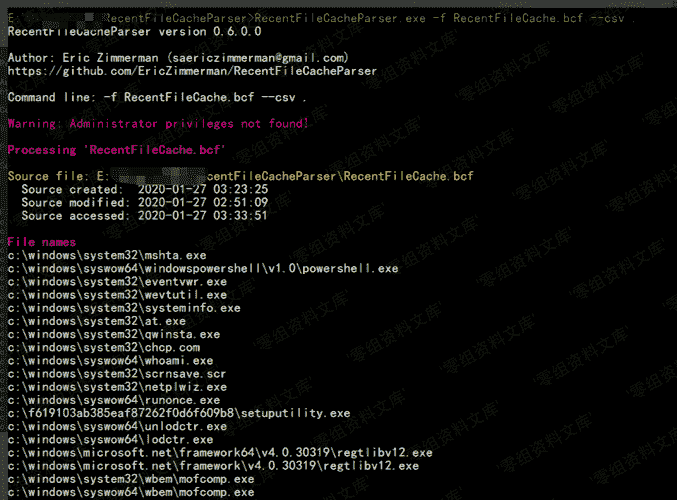 E: RecentFileCacheParser>RecentFileCacheParser.exe -f RecentFileCache.bcf --csv .
RecentFileCacheParser version 0.6.0.0
Author: Eric Zimmerman (saericzimmerman@gmail.com)
https://github.com/EricZimmerman/RecentFileCacheParser
Command line: -f RecentFileCache.bcf --csv .
Warning: Administrator privileges not found!
Processing 'RecentFileCache.bcf'
Source file: E: centFileCacheParser\RecentFileCache.bcf
Source created: 2020-01-27 03:23:25
Source modified: 2020-01-27 02:51:09
Source accessed: 2020-01-27 03:33:51
File names
c:\windows\system32\mshta.exe
c:\windows\syswow64\windowspowershell\v1.0\powershell.exe
c:\windows\system32\eventvwr.exe
c:\windows\system32\wevtutil.exe
c:\windows\system32\systeminfo.exe
c:\windows\system32\at.exe
c:\windows\system32\qwinsta.exe
c:\windows\system32\chcp.com
c:\windows\syswow64\whoami.exe
c:\windows\system32\scrnsave.scr
c:\windows\system32\netplwiz.exe
c:\windows\syswow64\runonce.exe
c:\f619103ab385eaf87262f0d6f609b8\setuputility.exe
c:\windows\syswow64\unlodctr.exe
c:\windows\syswow64\lodctr.exe
c:\windows\microsoft.net\framework64\v4.0.30319\regtlibv12.exe
c:\windows\microsoft.net\framework\v4.0.30319\regtlibv12.exe
c:\windows\system32\wbem\mofcomp.exe
c:\windows\syswow64\wbem\mofcomp.exe
'零组资料文库'